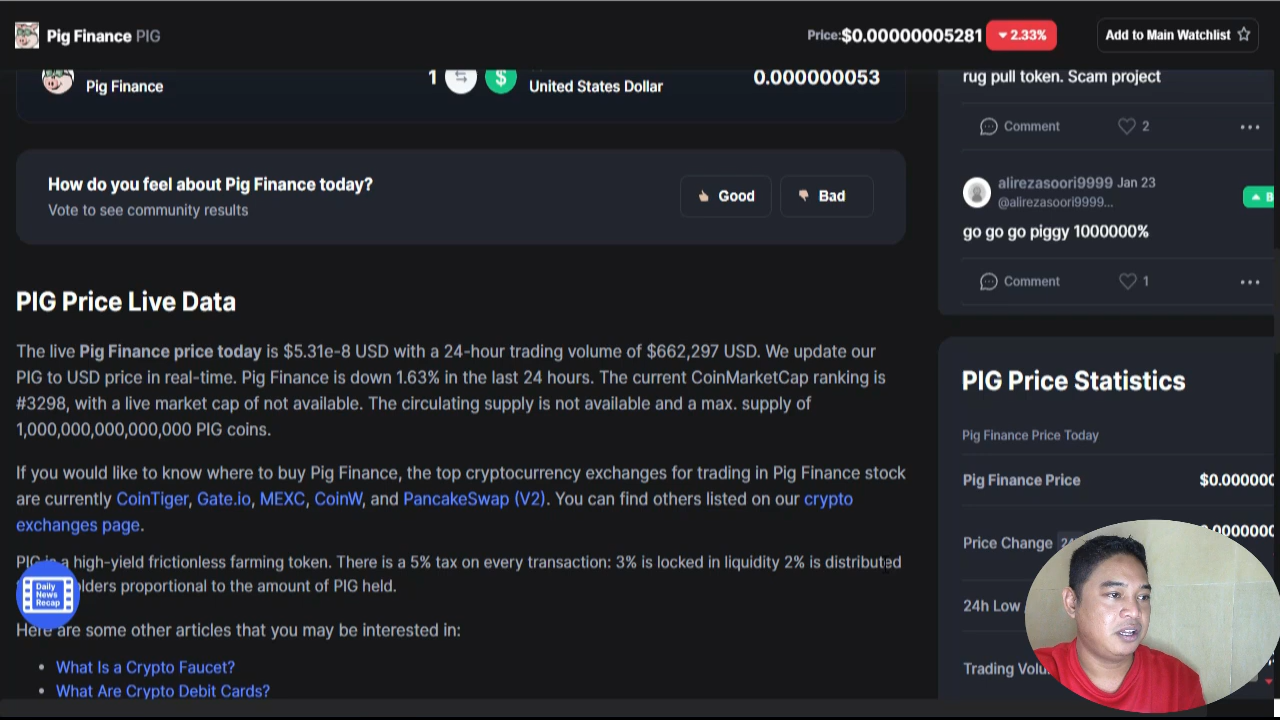 Pig Finance PIG
Price:$0.00000005281 2.33%
Add to Main Watchlist
Pig Finance
1
$
United States Dollar
0.000000053
How do you feel about Pig Finance today?
Vote to see community results
Good
Bad
PIG Price Live Data
The live Pig Finance price today is $5.31e-8 USD with a 24-hour trading volume of $662,297 USD. We update our
PIG to USD price in real-time. Pig Finance is down 1.63% in the last 24 hours. The current CoinMarketCap ranking is
#3298, with a live market cap of not available. The circulating supply is not available and a max. supply of
1,000,000,000,000,000 PIG coins.
If you would like to know where to buy Pig Finance, the top cryptocurrency exchanges for trading in Pig Finance stock
are currently CoinTiger, Gate.io, MEXC, CoinW, and PancakeSwap (V2). You can find others listed on our crypto
exchanges page.
PIG is a high-yield frictionless farming token. There is a 5% tax on every transaction: 3% is locked in liquidity 2% is distributed
proportional to the amount of PIG held.
Daily
News
Recap
Here are some other articles that you may be interested in:
• What Is a Crypto Faucet?
• What Are Crypto Debit Cards?
rug pull token. Scam project
Comment 2
alirezasoori9999 Jan 23
@alirezasoori9999...
go go go piggy 1000000%
Comment 1
PIG Price Statistics
Pig Finance Price Today
Pig Finance Price $0.00000
Price Change
24h Low
Trading